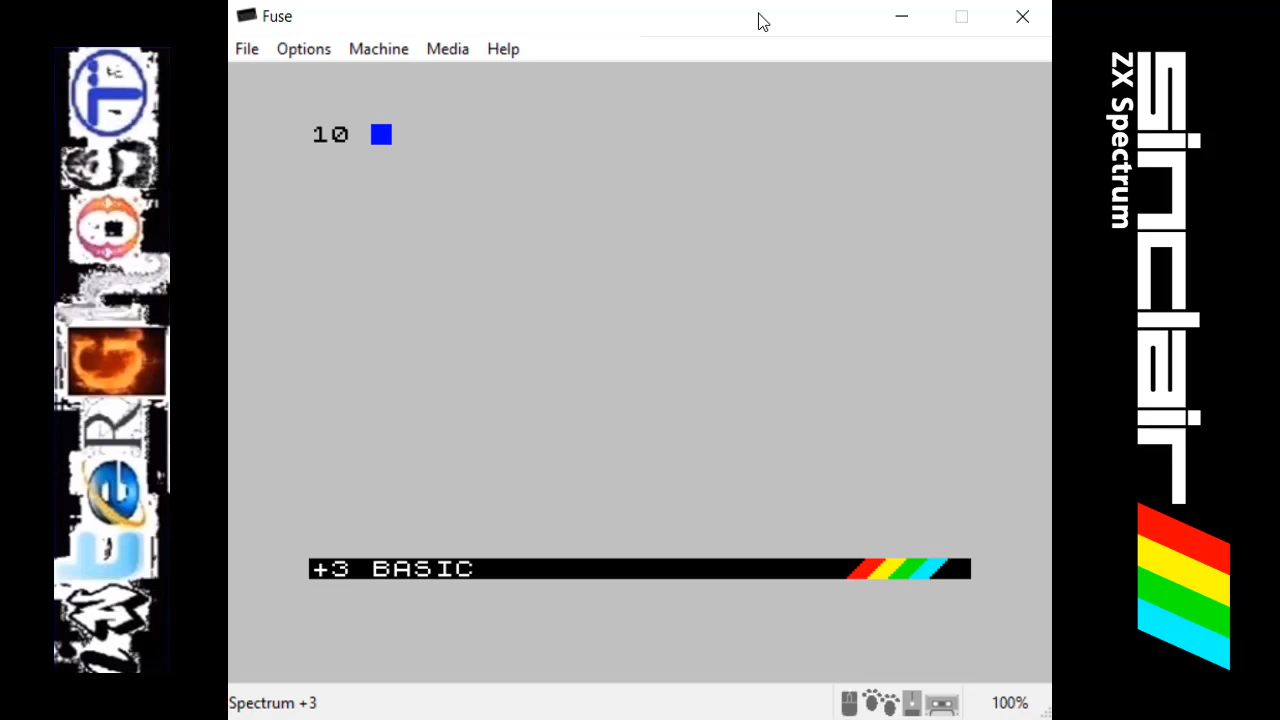 Fuse
File Options Machine Media Help
10
+3 BASIC
Spectrum +3
100%
sinclair
ZX Spectrum